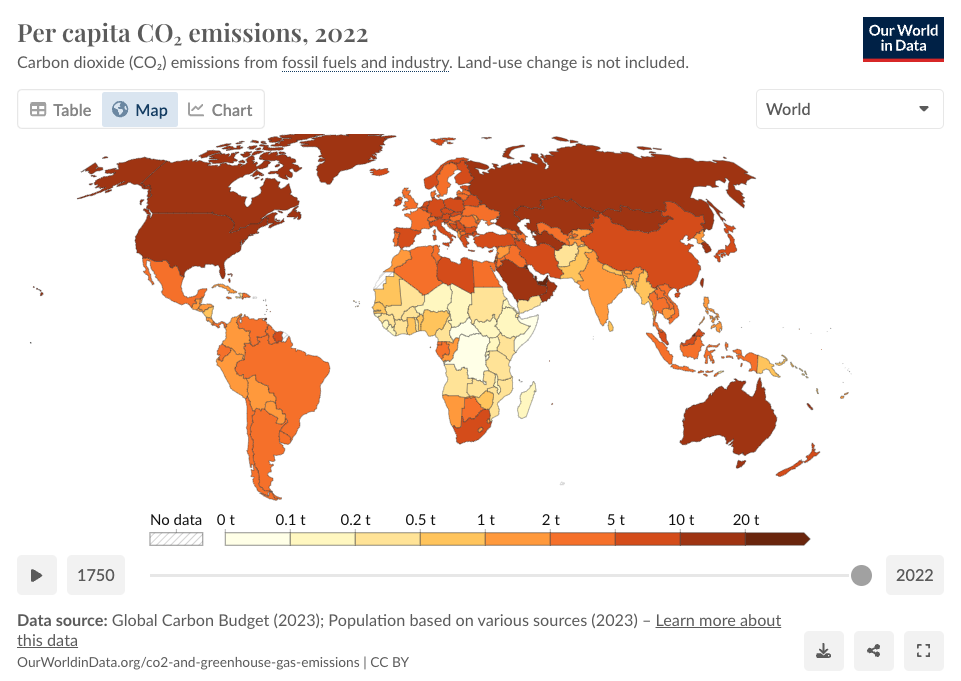 Per capita CO₂ emissions, 2022
Our World
in Data
Carbon dioxide (CO₂) emissions from fossil fuels and industry. Land-use change is not included.
Table Map Chart World
No data 0 t 0.1 t 0.2 t 0.5 t 1 t 2 t 5 t 10 t 20 t
1750 2022
Data source: Global Carbon Budget (2023); Population based on various sources (2023) – Learn more about
this data
OurWorldinData.org/co2-and-greenhouse-gas-emissions | CC BY